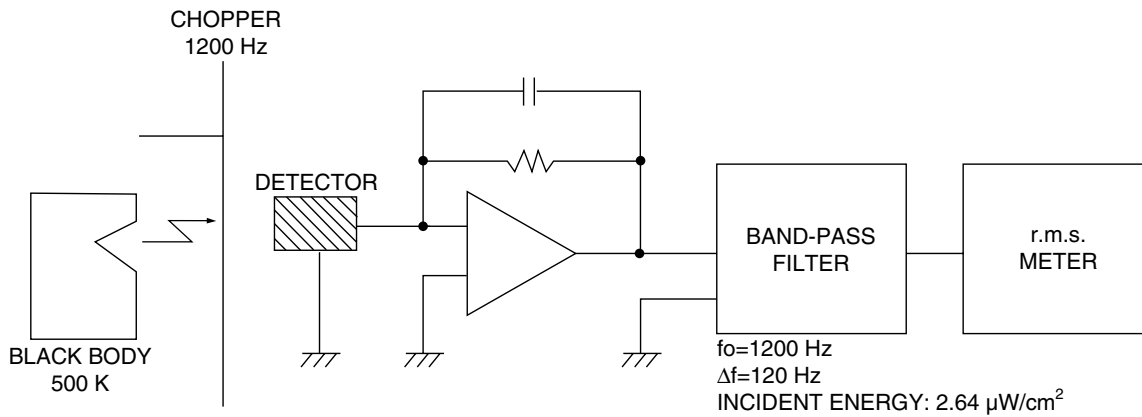 CHOPPER
1200 Hz
DETECTOR
BAND-PASS
FILTER
r.m.s.
METER
BLACK BODY
500 K
fo=1200 Hz
Δf=120 Hz
INCIDENT ENERGY: 2.64 μW/cm²